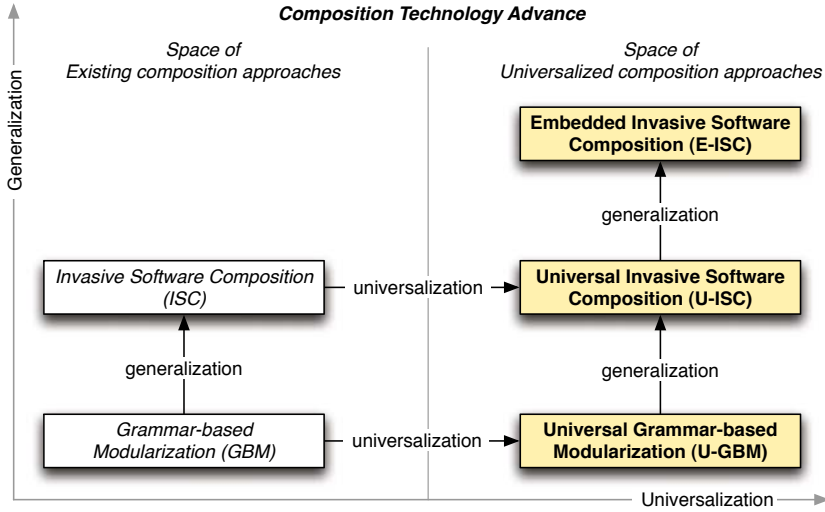 Composition Technology Advance
Space of
Existing composition approaches
Space of
Universalized composition approaches
Generalization
Embedded Invasive Software
Composition (E-ISC)
generalization
Invasive Software Composition
(ISC)
universalization
Universal Invasive Software
Composition (U-ISC)
generalization
generalization
Grammar-based
Modularization (GBM)
universalization
Universal Grammar-based
Modularization (U-GBM)
Universalization